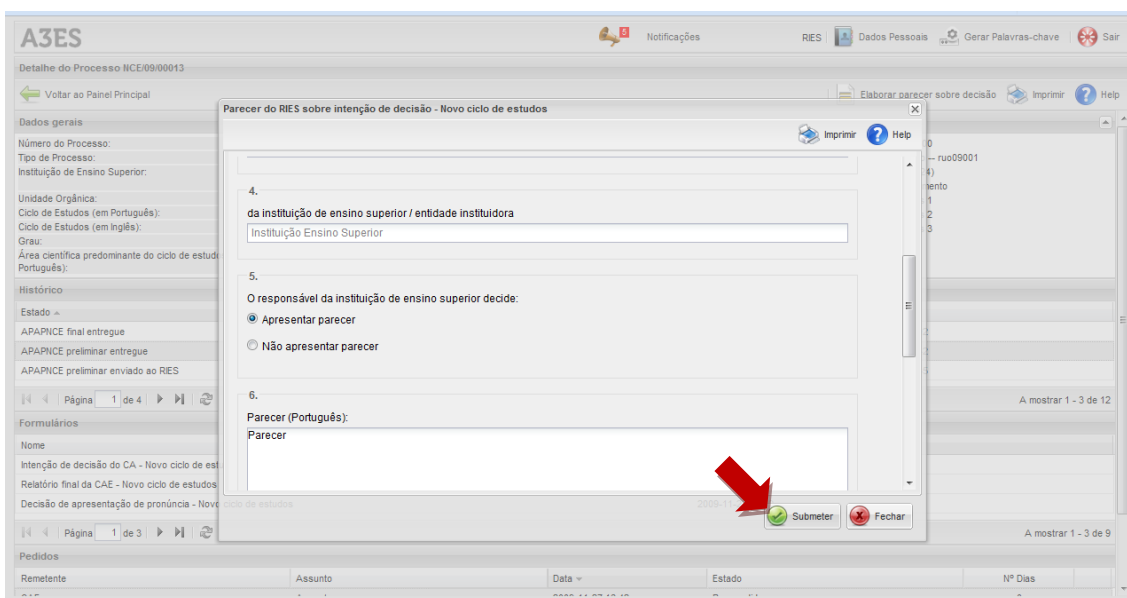 A3ES
5 Notificações RIES Dados Pessoais Gerar Palavras-chave Sair
Detalhe do Processo NCE/09/00013
Voltar ao Painel Principal Elaborar parecer sobre decisão Imprimir Help
Parecer do RIES sobre intenção de decisão - Novo ciclo de estudos
Imprimir Help
Dados gerais
Número do Processo: 0
Tipo de Processo: -- ruo09001
Instituição de Ensino Superior: 4)
Unidade Orgânica: 1
Ciclo de Estudos (em Português): 2
Ciclo de Estudos (em Inglês): 3
Grau:
Área científica predominante do ciclo de
Português):
4.
da instituição de ensino superior / entidade instituidora
Instituição Ensino Superior
5.
O responsável da instituição de ensino superior decide:
Apresentar parecer
Não apresentar parecer
6.
Parecer (Português):
Parecer
Submeter Fechar
Histórico
Estado
APAPNCE final entregue
APAPNCE preliminar entregue
APAPNCE preliminar enviado ao RIES
Página 1 de 4 A mostrar 1 - 3 de 12
Formulários
Nome
Intenção de decisão do CA - Novo ciclo de
Relatório final da CAE - Novo ciclo de estudos
Decisão de apresentação de pronúncia - Novo ciclo de estudos
Página 1 de 3 A mostrar 1 - 3 de 9
Pedidos
Remetente Assunto Data Estado Nº Dias